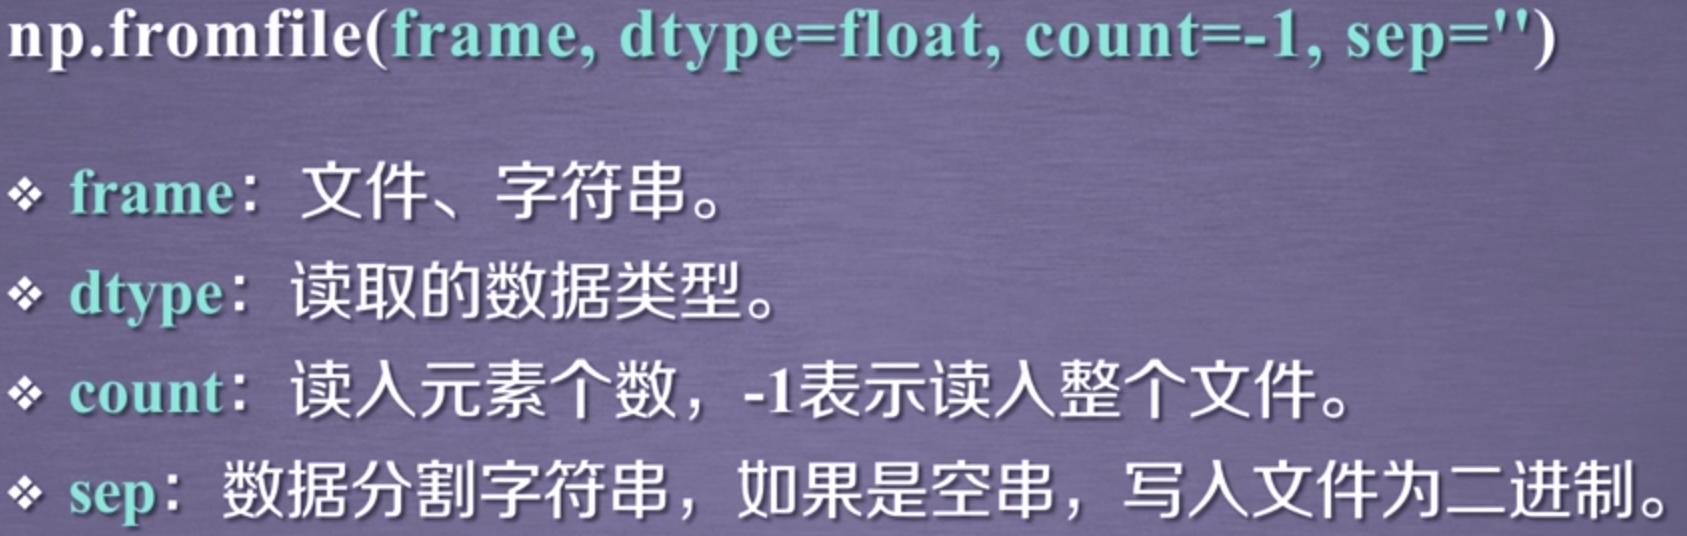 np.fromfile(frame, dtype=float, count=-1, sep='')
❖ frame：文件、字符串。
❖ dtype：读取的数据类型。
❖ count：读入元素个数，-1表示读入整个文件。
❖ sep：数据分割字符串，如果是空串，写入文件为二进制。